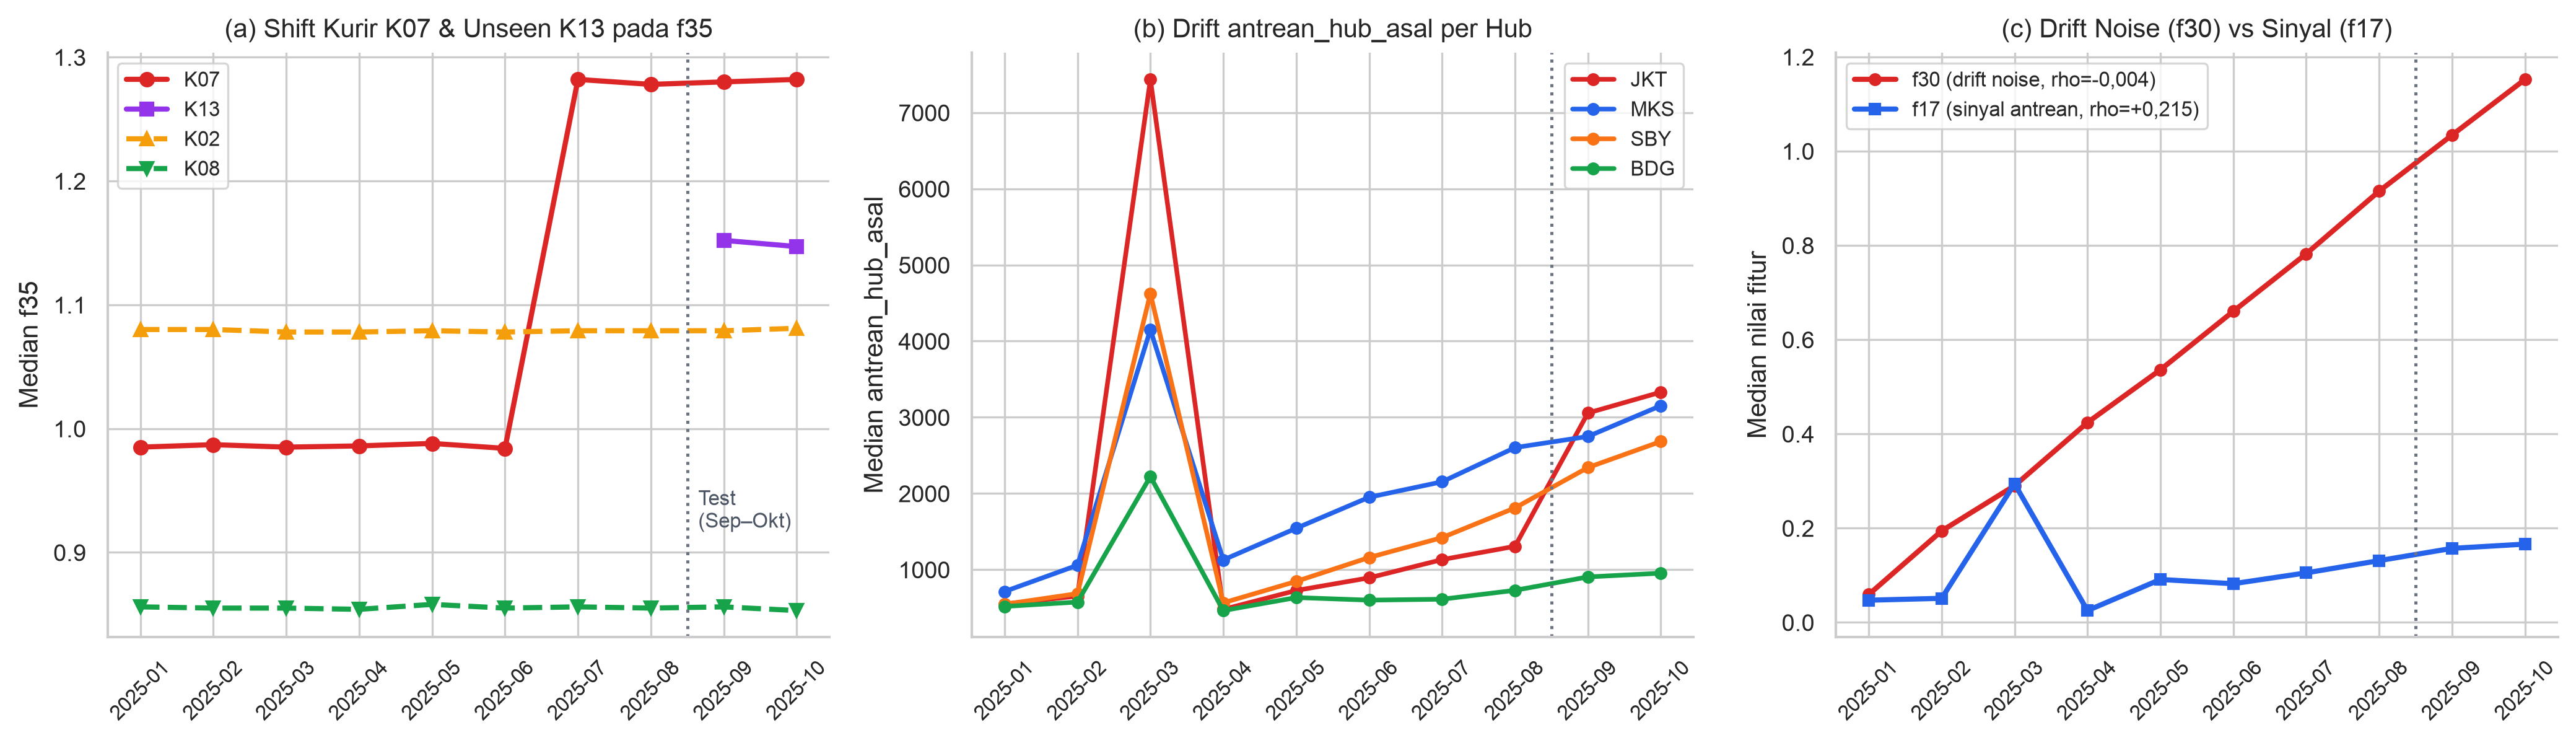 (a) Shift Kurir K07 & Unseen K13 pada f35
Median f35
1.3
1.2
1.1
1.0
0.9
K07
K13
K02
K08
Test
(Sep–Okt)
2025-01
2025-02
2025-03
2025-04
2025-05
2025-06
2025-07
2025-08
2025-09
2025-10
(b) Drift antrean_hub_asal per Hub
Median antrean_hub_asal
7000
6000
5000
4000
3000
2000
1000
JKT
MKS
SBY
BDG
2025-01
2025-02
2025-03
2025-04
2025-05
2025-06
2025-07
2025-08
2025-09
2025-10
(c) Drift Noise (f30) vs Sinyal (f17)
Median nilai fitur
1.2
1.0
0.8
0.6
0.4
0.2
0.0
f30 (drift noise, rho=-0,004)
f17 (sinyal antrean, rho=+0,215)
2025-01
2025-02
2025-03
2025-04
2025-05
2025-06
2025-07
2025-08
2025-09
2025-10